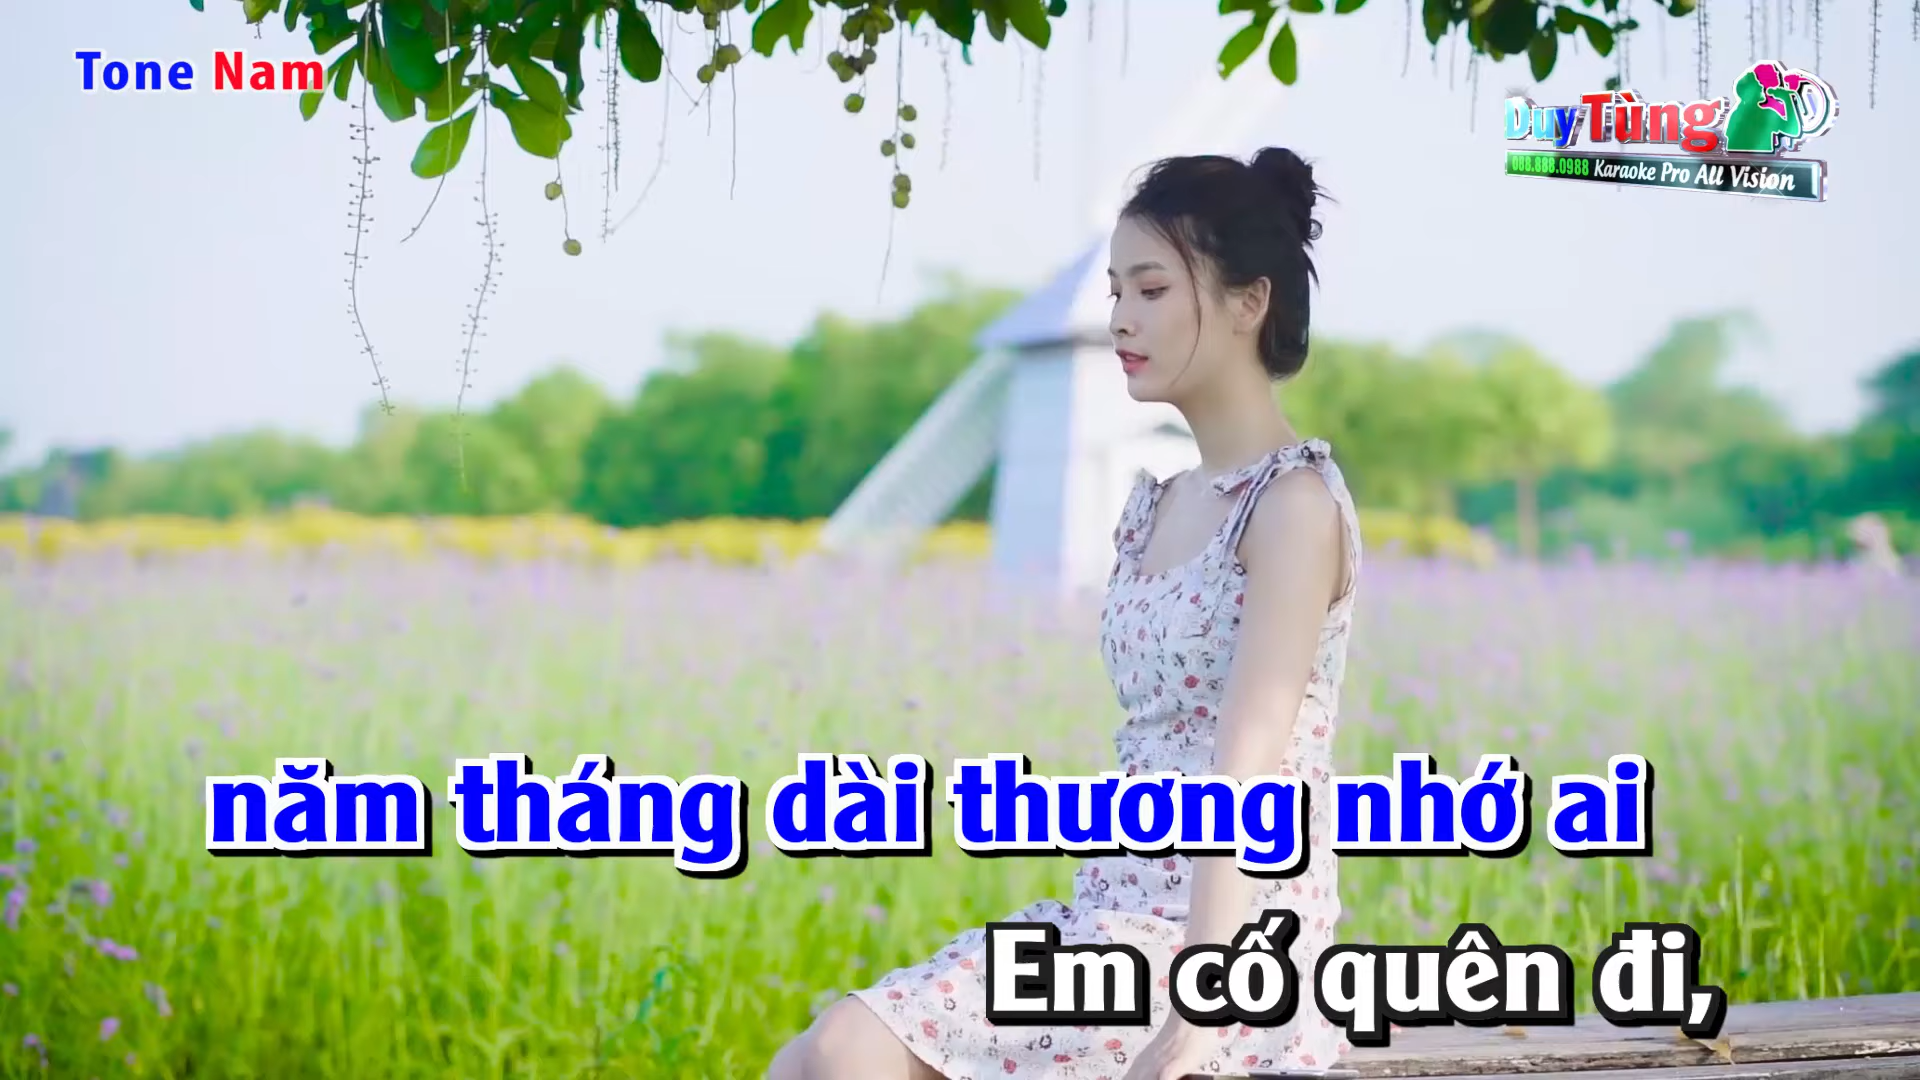 Tone Nam
Duy Tùng
088.888.0988 Karaoke Pro All Vision
năm tháng dài thương nhớ ai
Em cố quên đi,